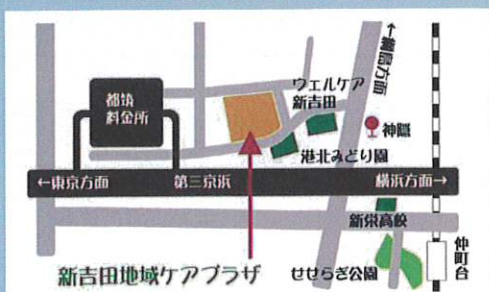 ←綱島方面
ウェルケア
新吉田
都筑
料金所
神隠
港北みどり園
←東京方面
第三京浜
横浜方面→
新栄高校
仲町台
新吉田地域ケアプラザ
せせらぎ公園